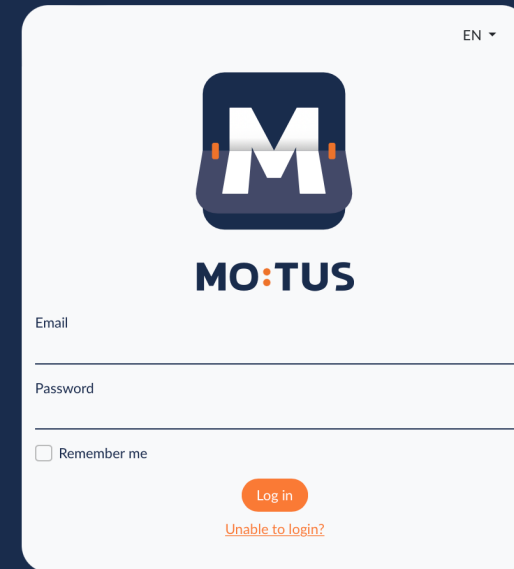 EN
M
MO:TUS
Email
Password
Remember me
Log in
Unable to login?